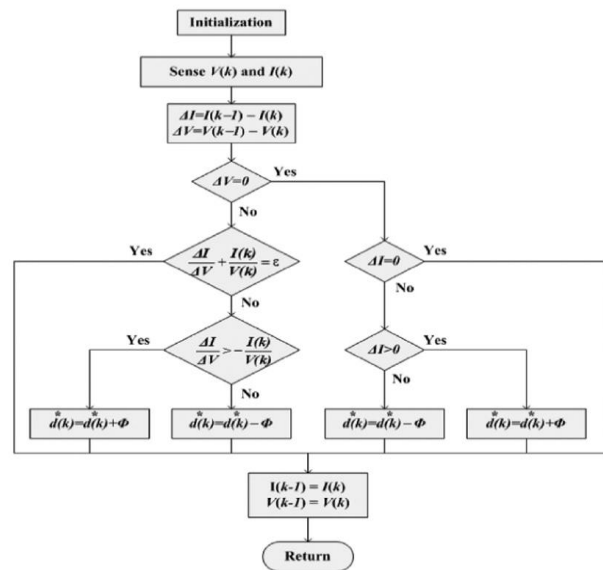 Initialization
Sense V(k) and I(k)
ΔI=I(k–1) – I(k)
ΔV=V(k–1) – V(k)
ΔV=0
Yes
No
Yes
ΔI/ΔV + I(k)/V(k) = ε
ΔI=0
Yes
No
No
Yes
ΔI/ΔV > – I(k)/V(k)
ΔI>0
Yes
No
No
d*(k)=d*(k)+Φ
d*(k)=d*(k) – Φ
d*(k)=d*(k) – Φ
d*(k)=d*(k)+Φ
I(k-1) = I(k)
V(k-1) = V(k)
Return